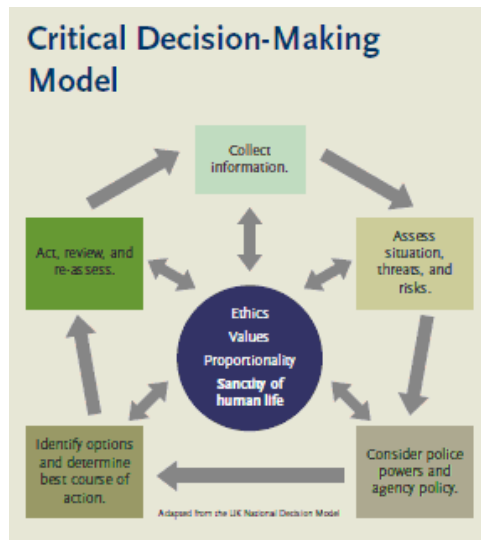 Critical Decision-Making
Model
Collect
information.
Assess
situation,
threats, and
risks.
Consider police
powers and
agency policy.
Identify options
and determine
best course of
action.
Act, review, and
re-assess.
Ethics
Values
Proportionality
Sanctity of
human life
Adapted from the UK National Decision Model